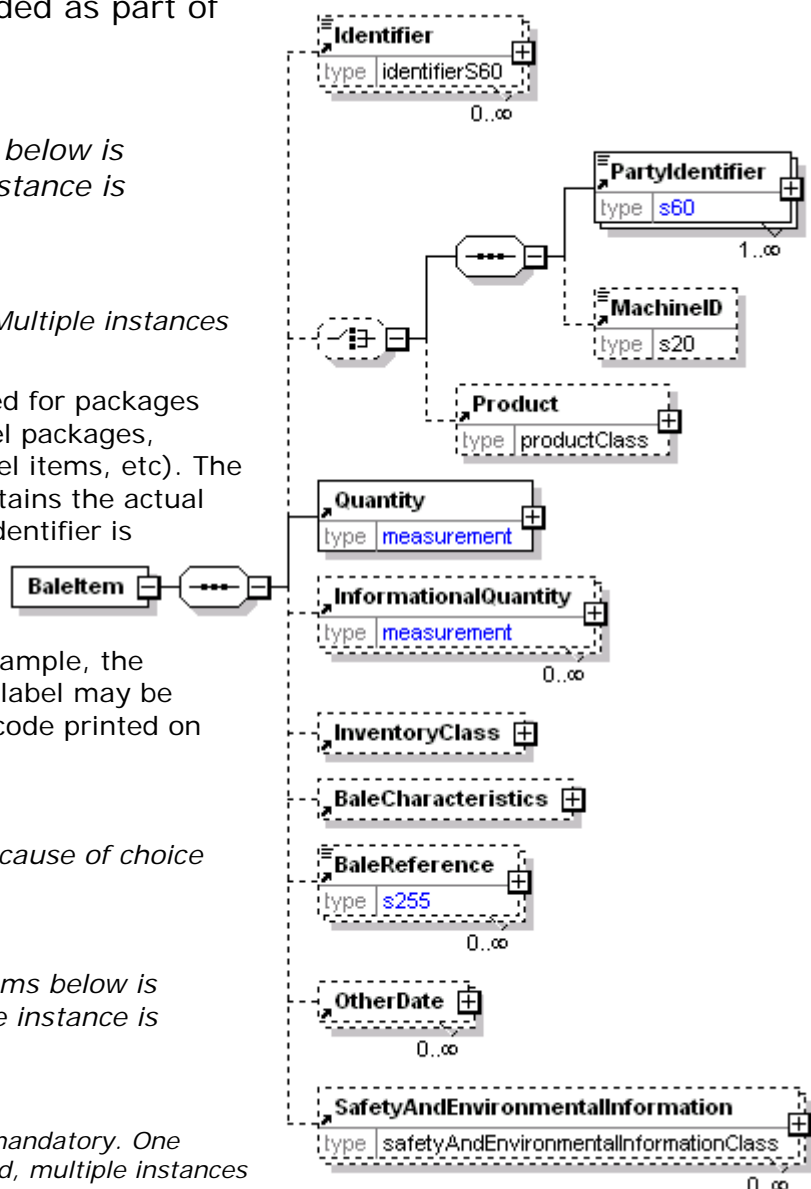 ded as part of
below is
stance is
Multiple instances
ed for packages
el packages,
el items, etc). The
tains the actual
dentifier is
ample, the
label may be
code printed on
cause of choice
ms below is
e instance is
mandatory. One
d, multiple instances
BaleItem
Identifier
type identifierS60
0..∞
PartyIdentifier
type s60
1..∞
MachineID
type s20
Product
type productClass
Quantity
type measurement
InformationalQuantity
type measurement
0..∞
InventoryClass
BaleCharacteristics
BaleReference
type s255
0..∞
OtherDate
0..∞
SafetyAndEnvironmentalInformation
type safetyAndEnvironmentalInformationClass
0..∞